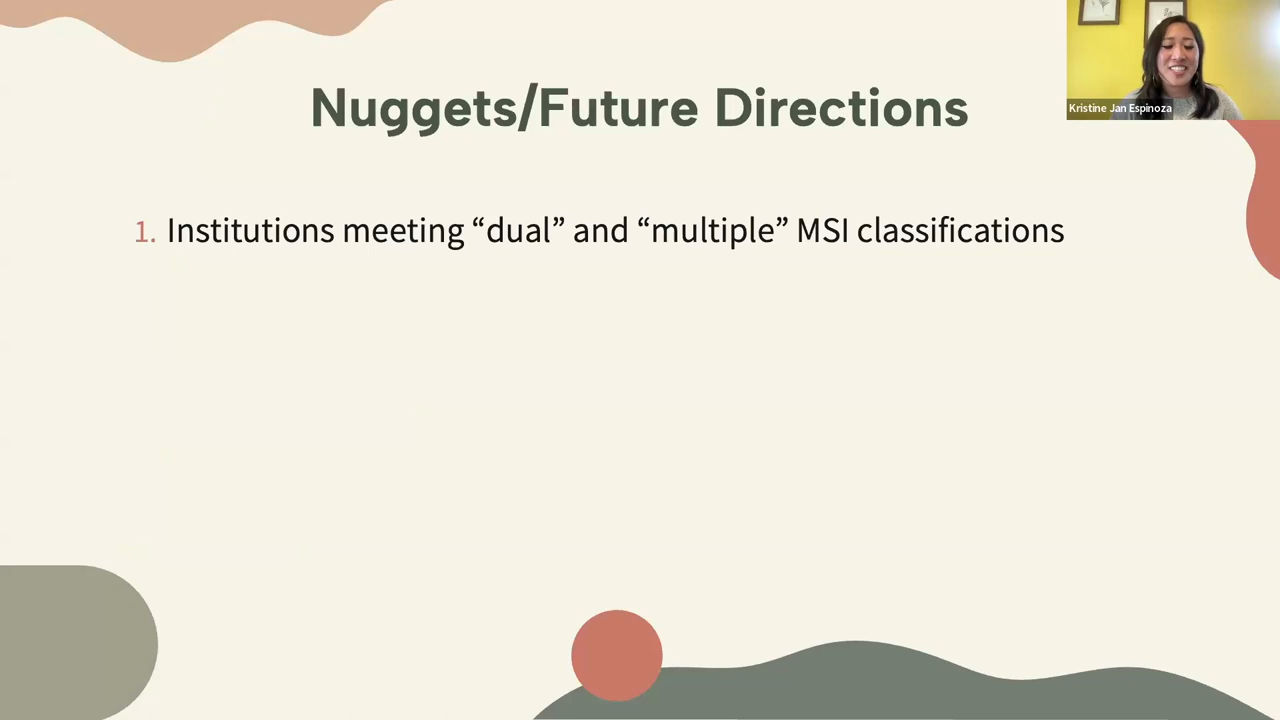 Nuggets/Future Directions
Kristine Jan Espinoza
1. Institutions meeting “dual” and “multiple” MSI classifications